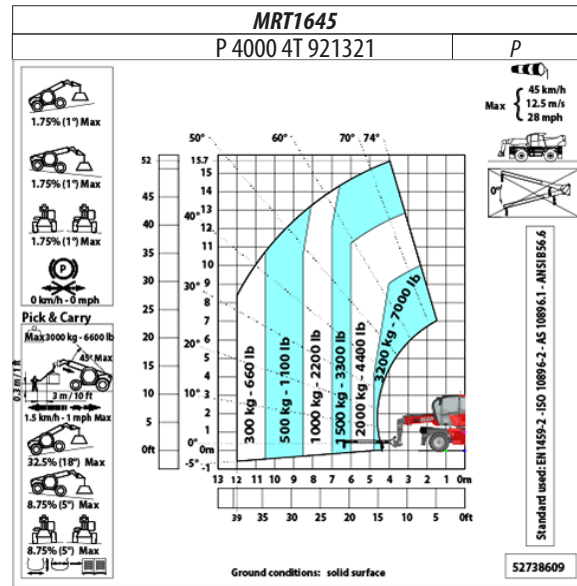 MRT1645
P 4000 4T 921321
P
1.75% (1°) Max
1.75% (1°) Max
1.75% (1°) Max
P
0 km/h - 0 mph
Pick & Carry
Max 3000 kg - 6600 lb
45° Max
0.3 m / 1 ft
3 m / 10 ft
1.5 km/h - 1 mph Max
32.5% (18°) Max
8.75% (5°) Max
8.75% (5°) Max
Max
45 km/h
12.5 m/s
28 mph
0°
50°
60°
70°
74°
40°
30°
20°
10°
0°
-5°
52
45
40
35
30
25
20
15
10
5
0ft
15.7
15
14
13
12
11
10
9
8
7
6
5
4
3
2
1
0m
-1
300 kg - 660 lb
500 kg - 1100 lb
1000 kg - 2200 lb
1500 kg - 3300 lb
2000 kg - 4400 lb
3200 kg - 7000 lb
13 12 11 10 9 8 7 6 5 4 3 2 1 0m
39 35 30 25 20 15 10 5 0ft
Ground conditions: solid surface
Standard used: EN 1459-2 - ISO 10896-2 - AS 10896.1 - ANSI B56.6
52738609